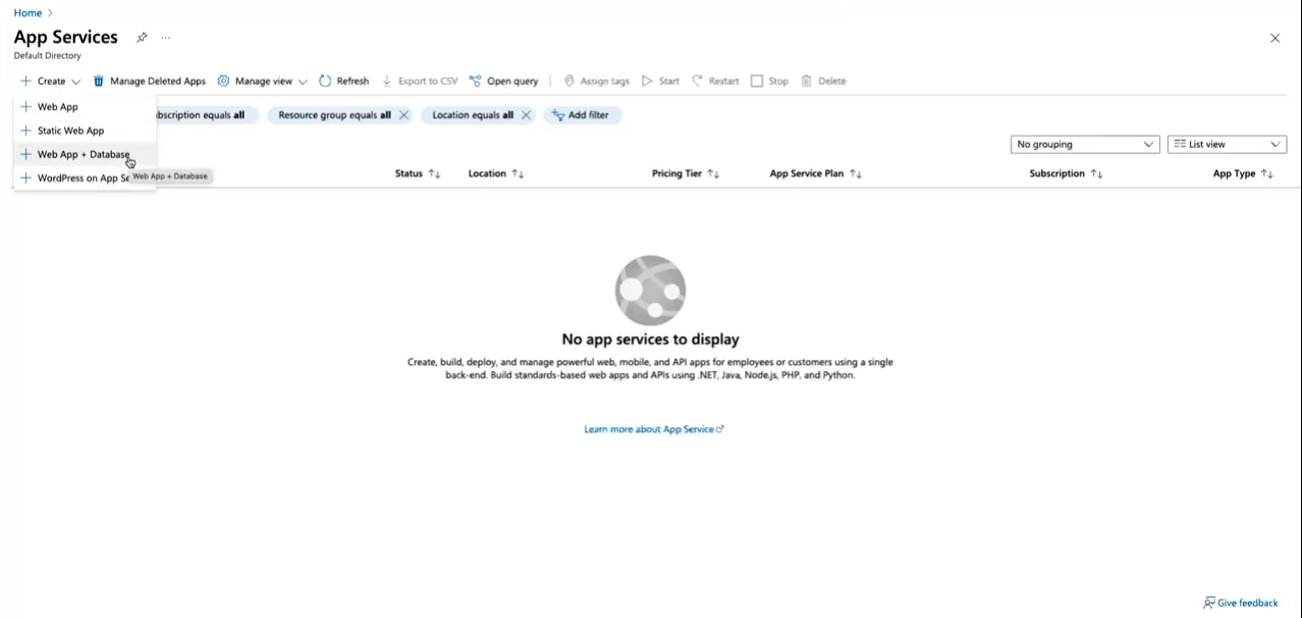 Home >
App Services ...
Default Directory
Create Manage Deleted Apps Manage view Refresh Export to CSV Open query Assign tags Start Restart Stop Delete
Web App
bscription equals all Resource group equals all Location equals all Add filter
Static Web App
No grouping List view
Web App + Database
Status Location Pricing Tier App Service Plan Subscription App Type
WordPress on App Se
Web App + Database
No app services to display
Create, build, deploy, and manage powerful web, mobile, and API apps for employees or customers using a single
back-end. Build standards-based web apps and APIs using .NET, Java, Node.js, PHP, and Python.
Learn more about App Service
Give feedback